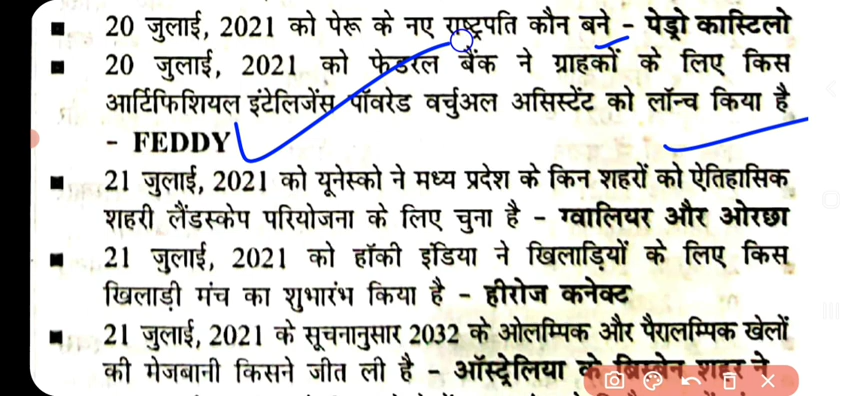 20 जुलाई, 2021 को पेरू के नए राष्ट्रपति कौन बने - पेड्रो कास्टिलो
20 जुलाई, 2021 को फेडरल बैंक ने ग्राहकों के लिए किस
आर्टिफिशियल इंटेलिजेंस पॉवरेड वर्चुअल असिस्टेंट को लॉन्च किया है
- FEDDY
21 जुलाई, 2021 को यूनेस्को ने मध्य प्रदेश के किन शहरों को ऐतिहासिक
शहरी लैंडस्केप परियोजना के लिए चुना है - ग्वालियर और ओरछा
21 जुलाई, 2021 को हॉकी इंडिया ने खिलाड़ियों के लिए किस
खिलाड़ी मंच का शुभारंभ किया है - हीरोज कनेक्ट
21 जुलाई, 2021 के सूचनानुसार 2032 के ओलम्पिक और पैरालम्पिक खेलों
की मेजबानी किसने जीत ली है - ऑस्ट्रेलिया के ब्रिस्बेन शहर ने